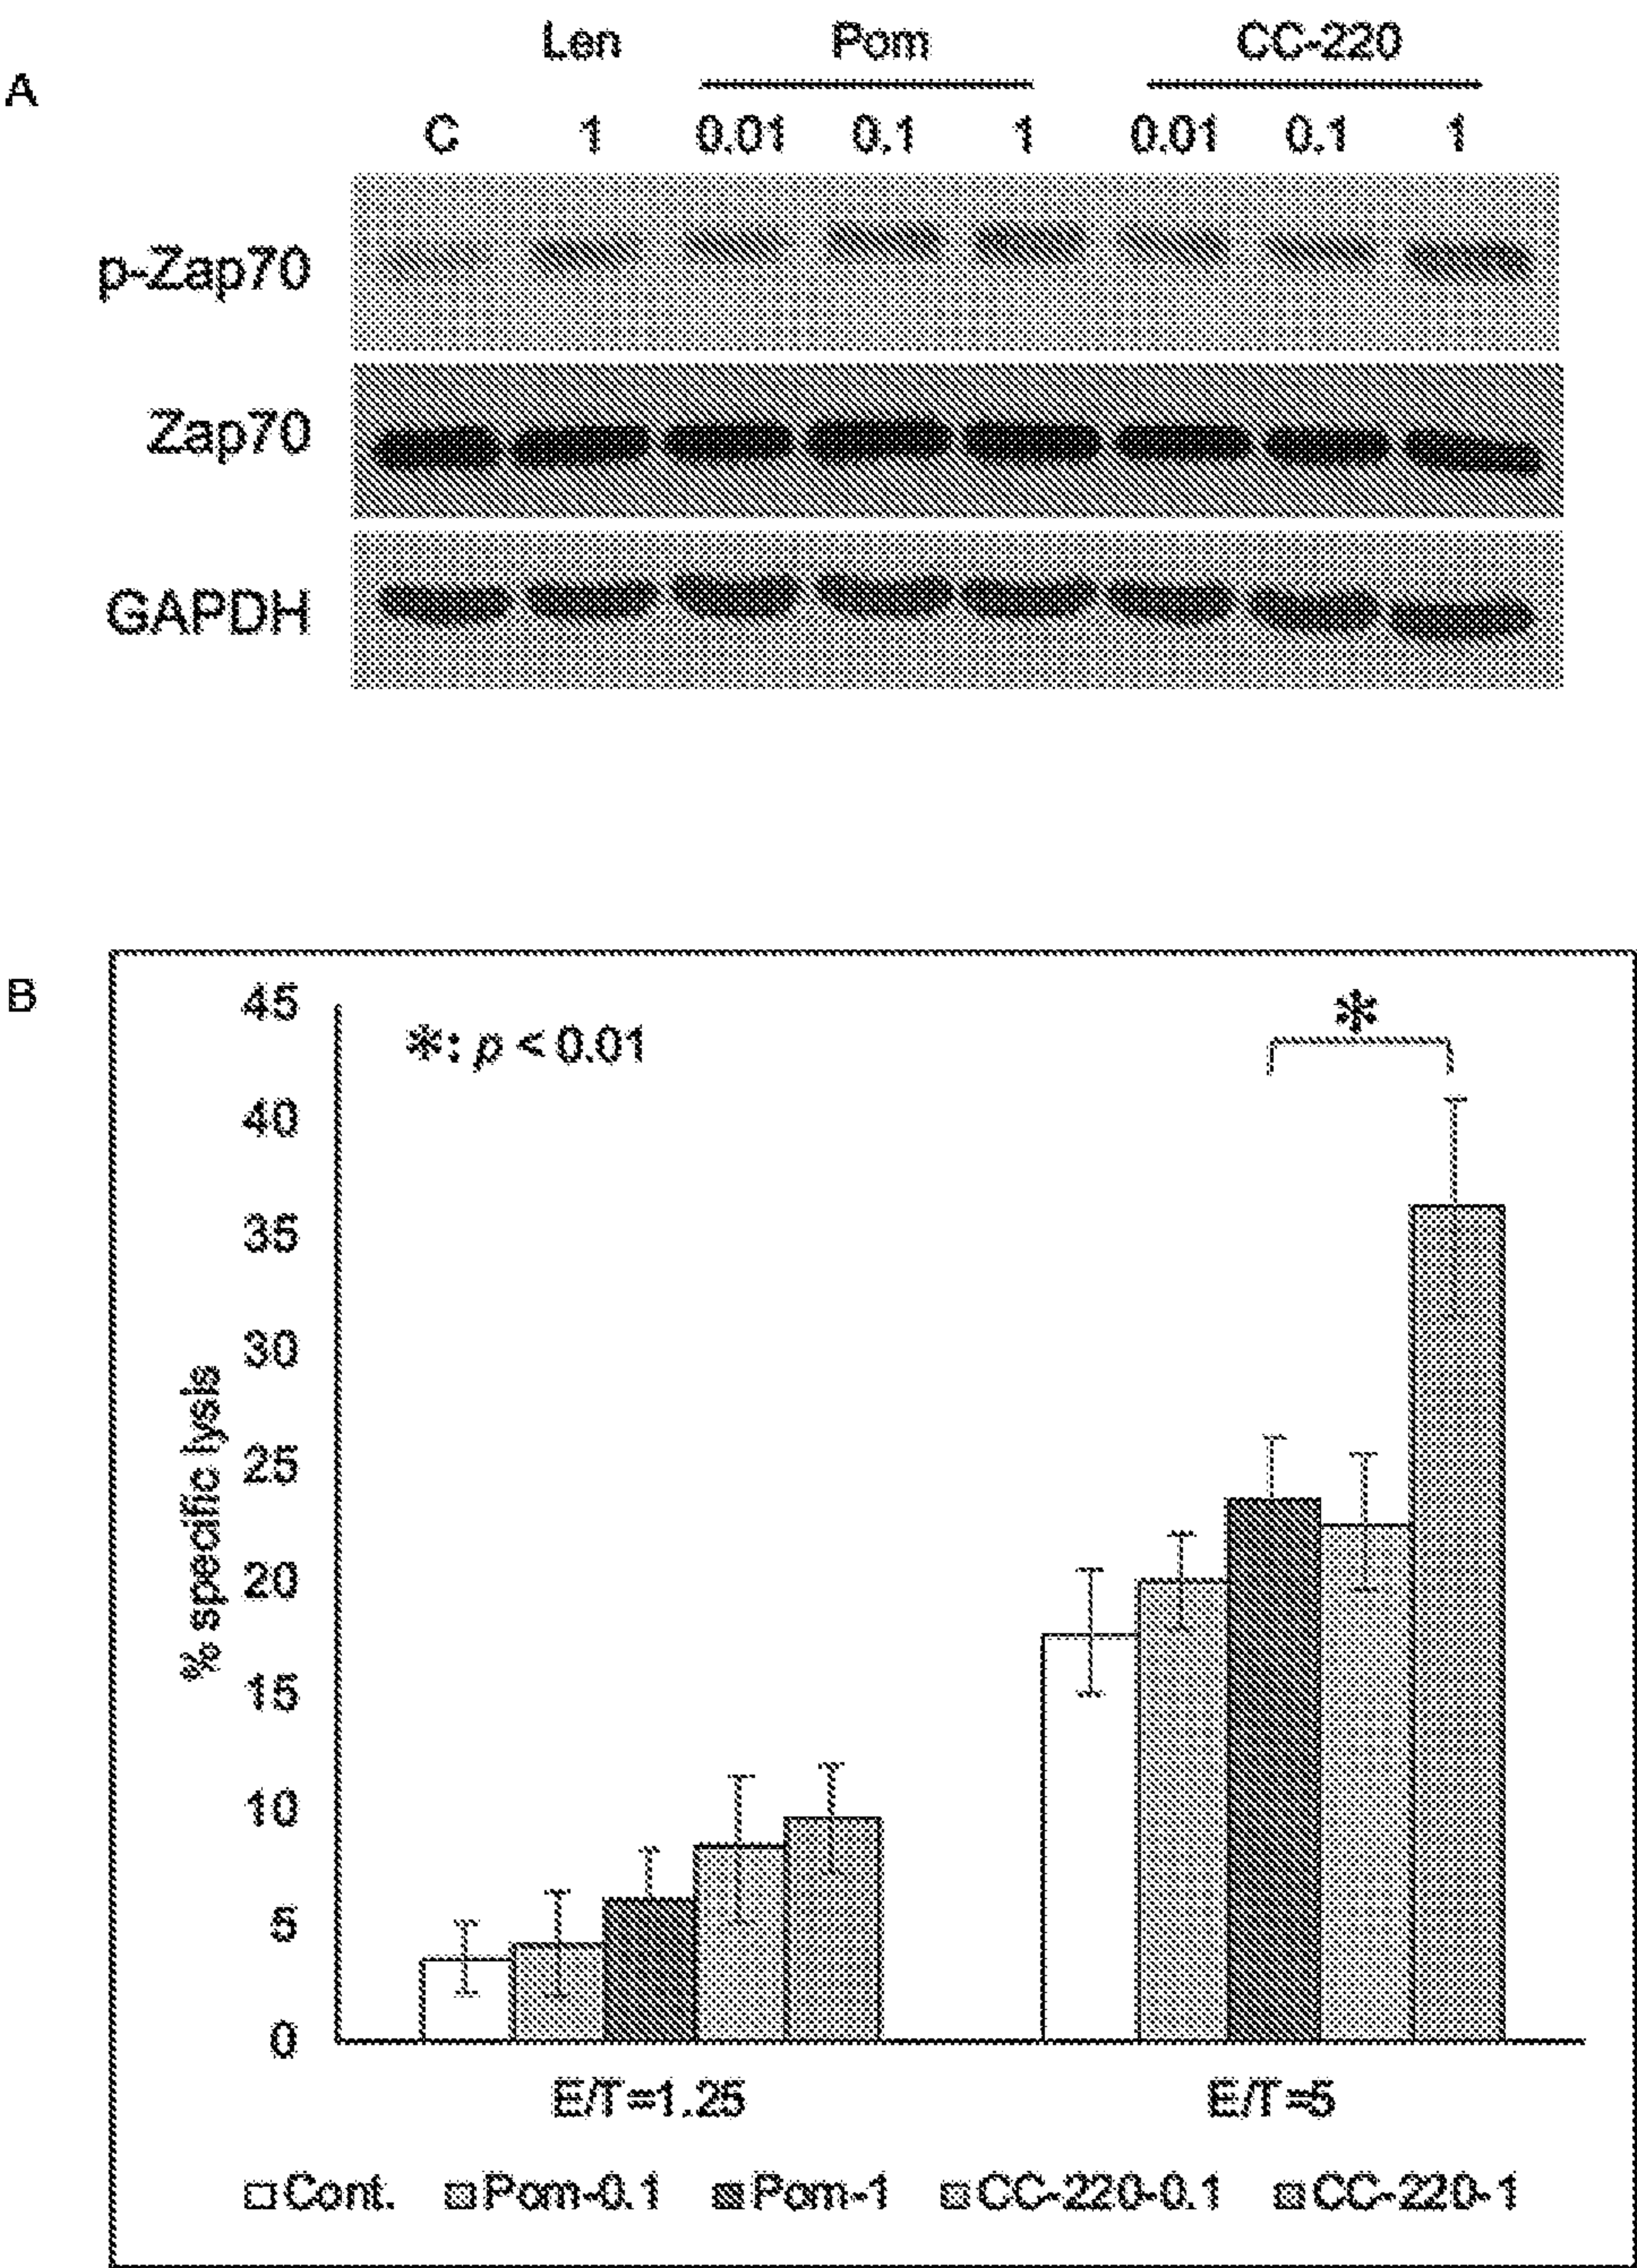 A
Len Pom CC-220
C 1 0.01 0.1 1 0.01 0.1 1
p-Zap70
Zap70
GAPDH
B
*: p < 0.01
*
% specific lysis
45
40
35
30
25
20
15
10
5
0
E/T=1.25 E/T=5
Cont. Pom-0.1 Pom-1 CC-220-0.1 CC-220-1